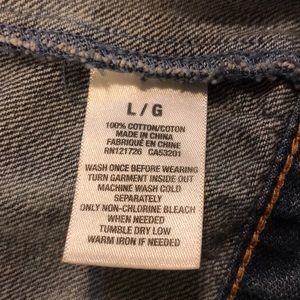 L / G
100% COTTON/COTON
MADE IN CHINA
FABRIQUÉ EN CHINE
RN121726 CA53201
WASH ONCE BEFORE WEARING
TURN GARMENT INSIDE OUT
MACHINE WASH COLD
SEPARATELY
ONLY NON-CHLORINE BLEACH
WHEN NEEDED
TUMBLE DRY LOW
WARM IRON IF NEEDED